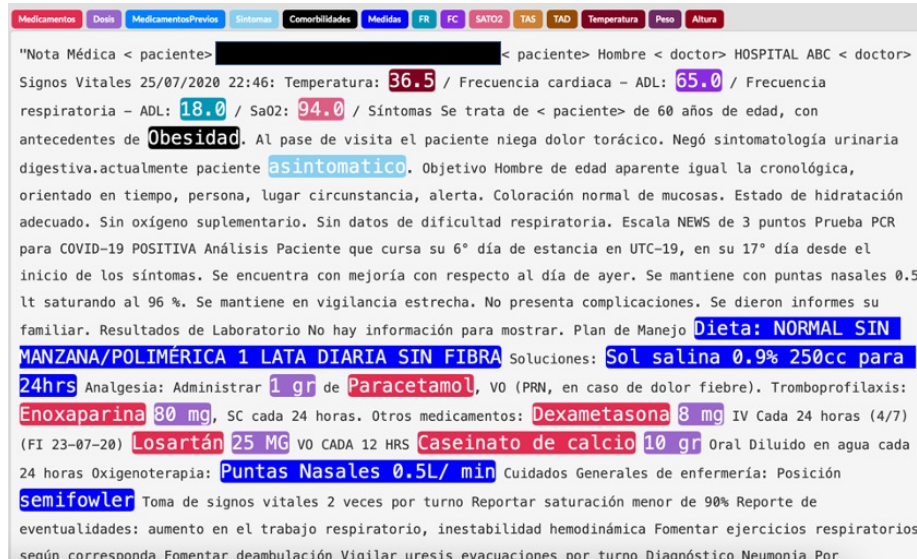 Medicamentos Dosis MedicamentosPrevios Sintomas Comorbilidades Medidas FR FC SATO2 TAS TAD Temperatura Peso Altura
"Nota Médica < paciente> < paciente> Hombre < doctor> HOSPITAL ABC < doctor>
Signos Vitales 25/07/2020 22:46: Temperatura: 36.5 / Frecuencia cardiaca – ADL: 65.0 / Frecuencia
respiratoria – ADL: 18.0 / SaO2: 94.0 / Síntomas Se trata de < paciente> de 60 años de edad, con
antecedentes de Obesidad. Al pase de visita el paciente niega dolor torácico. Negó sintomatología urinaria
digestiva.actualmente paciente asintomatico. Objetivo Hombre de edad aparente igual la cronológica,
orientado en tiempo, persona, lugar circunstancia, alerta. Coloración normal de mucosas. Estado de hidratación
adecuado. Sin oxígeno suplementario. Sin datos de dificultad respiratoria. Escala NEWS de 3 puntos Prueba PCR
para COVID–19 POSITIVA Análisis Paciente que cursa su 6° día de estancia en UTC–19, en su 17° día desde el
inicio de los síntomas. Se encuentra con mejoría con respecto al día de ayer. Se mantiene con puntas nasales 0.5
lt saturando al 96 %. Se mantiene en vigilancia estrecha. No presenta complicaciones. Se dieron informes su
familiar. Resultados de Laboratorio No hay información para mostrar. Plan de Manejo Dieta: NORMAL SIN
MANZANA/POLIMÉRICA 1 LATA DIARIA SIN FIBRA Soluciones: Sol salina 0.9% 250cc para
24hrs Analgesia: Administrar 1 gr de Paracetamol, VO (PRN, en caso de dolor fiebre). Tromboprofilaxis:
Enoxaparina 80 mg, SC cada 24 horas. Otros medicamentos: Dexametasona 8 mg IV Cada 24 horas (4/7)
(FI 23–07–20) Losartán 25 MG VO CADA 12 HRS Caseinato de calcio 10 gr Oral Diluido en agua cada
24 horas Oxigenoterapia: Puntas Nasales 0.5L/ min Cuidados Generales de enfermería: Posición
semifowler Toma de signos vitales 2 veces por turno Reportar saturación menor de 90% Reporte de
eventualidades: aumento en el trabajo respiratorio, inestabilidad hemodinámica Fomentar ejercicios respiratorios
según corresponda Fomentar deambulación Vigilar uresis evacuaciones por turno Diagnóstico Neumonia Por